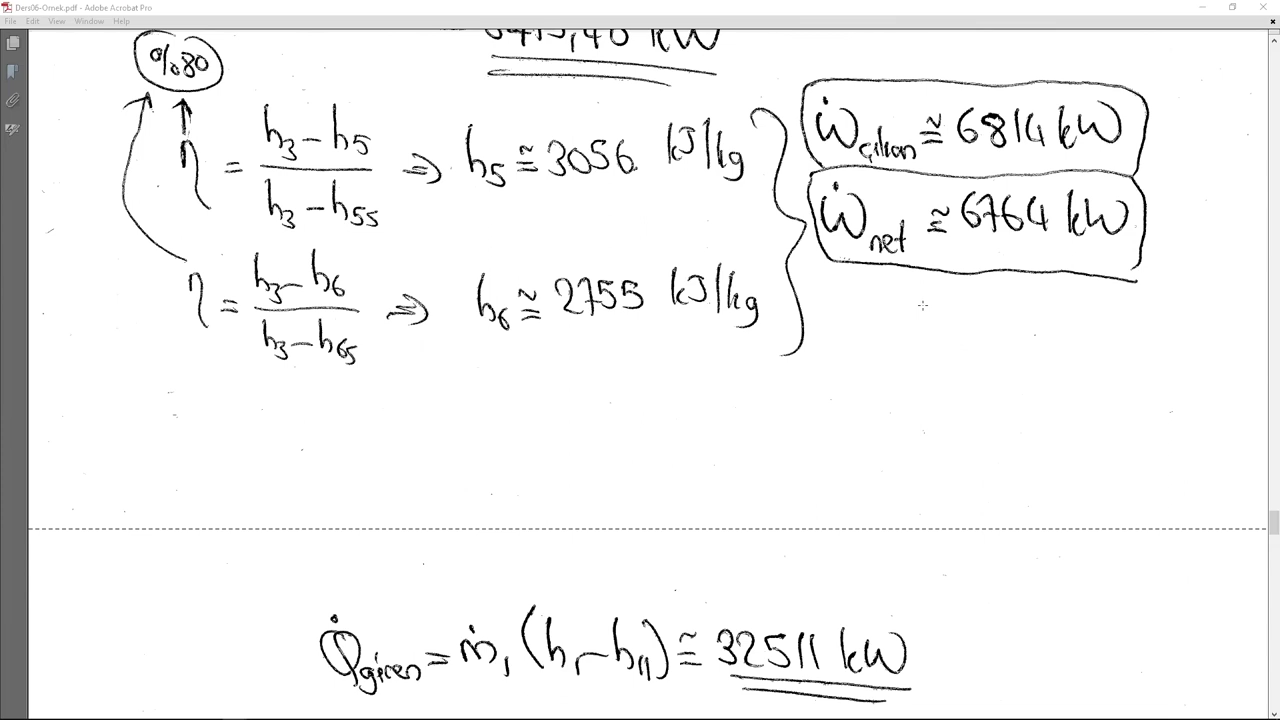 Ders06-Ornek.pdf - Adobe Acrobat Pro
File Edit View Window Help
%80
η = (h3 − h5) / (h3 − h5s) ⇒ h5 ≅ 3056 kJ/kg
Ẇçıkan ≅ 6814 kW
Ẇnet ≅ 6764 kW
η = (h3 − h6) / (h3 − h6s) ⇒ h6 ≅ 2755 kJ/kg
Q̇giren = ṁ1 (h1 − h11) ≅ 32511 kW